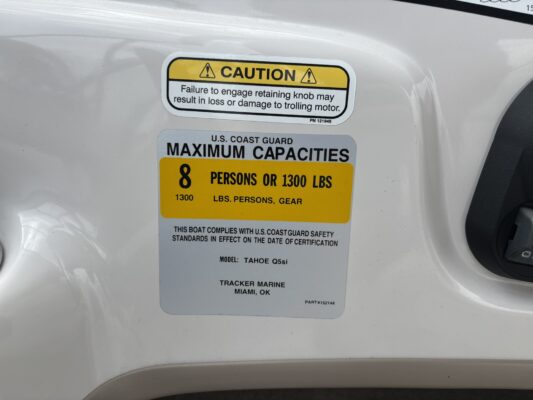 CAUTION
Failure to engage retaining knob may
result in loss or damage to trolling motor.
PN 121948
U.S. COAST GUARD
MAXIMUM CAPACITIES
8 PERSONS OR 1300 LBS
1300 LBS. PERSONS, GEAR
THIS BOAT COMPLIES WITH U.S. COAST GUARD SAFETY
STANDARDS IN EFFECT ON THE DATE OF CERTIFICATION
MODEL: TAHOE Q5si
TRACKER MARINE
MIAMI, OK